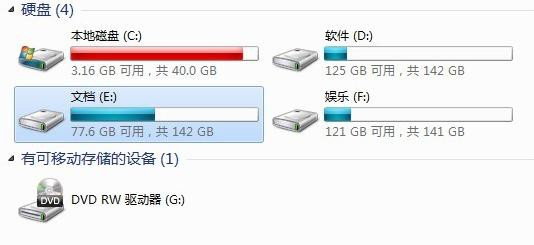 硬盘 (4)
本地磁盘 (C:)
3.16 GB 可用，共 40.0 GB
软件 (D:)
125 GB 可用，共 142 GB
文档 (E:)
77.6 GB 可用，共 142 GB
娱乐 (F:)
121 GB 可用，共 141 GB
有可移动存储的设备 (1)
DVD
DVD RW 驱动器 (G:)